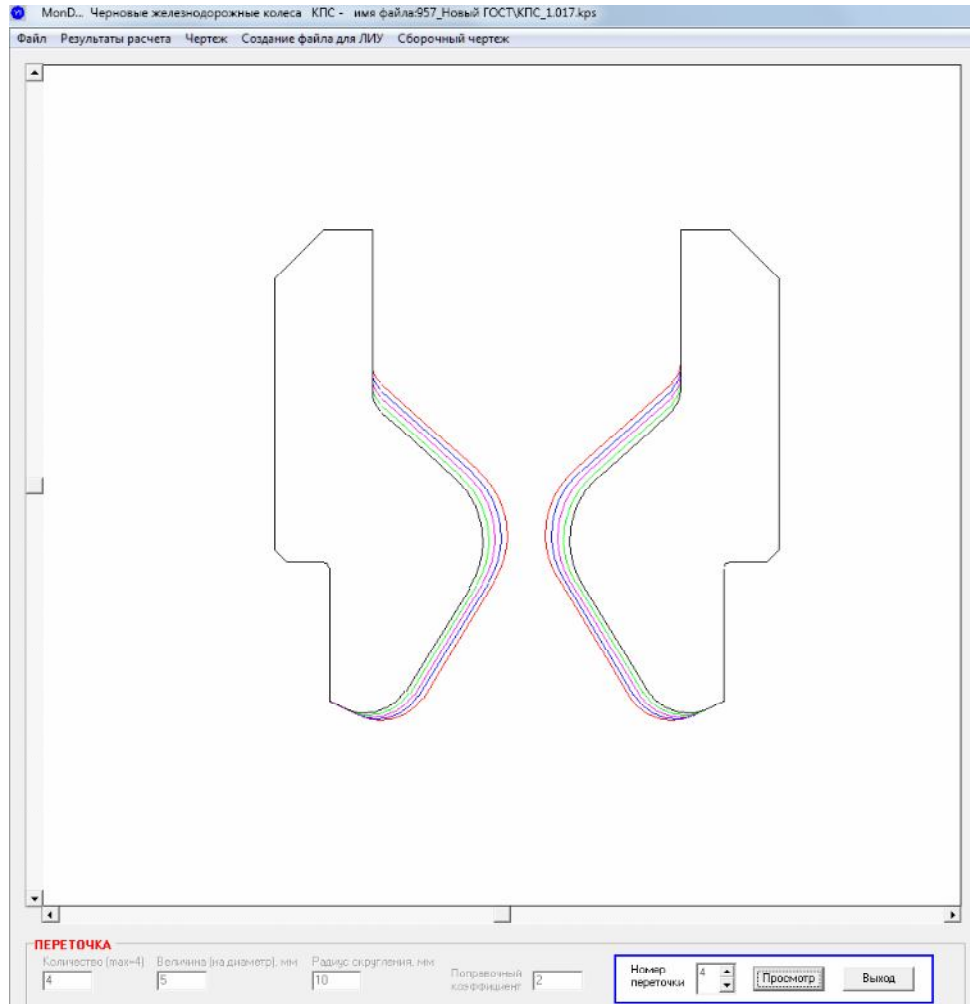 MonD... Черновые железнодорожные колеса КПС - имя файла:957_Новый ГОСТ\КПС_1.017.kps
Файл Результаты расчета Чертеж Создание файла для ЛИУ Сборочный чертеж
ПЕРЕТОЧКА
Количество (max=4) Величина (на диаметр), мм Радиус скругления, мм
4 5 10
Поправочный коэффициент 2
Номер переточки 4 Просмотр Выход